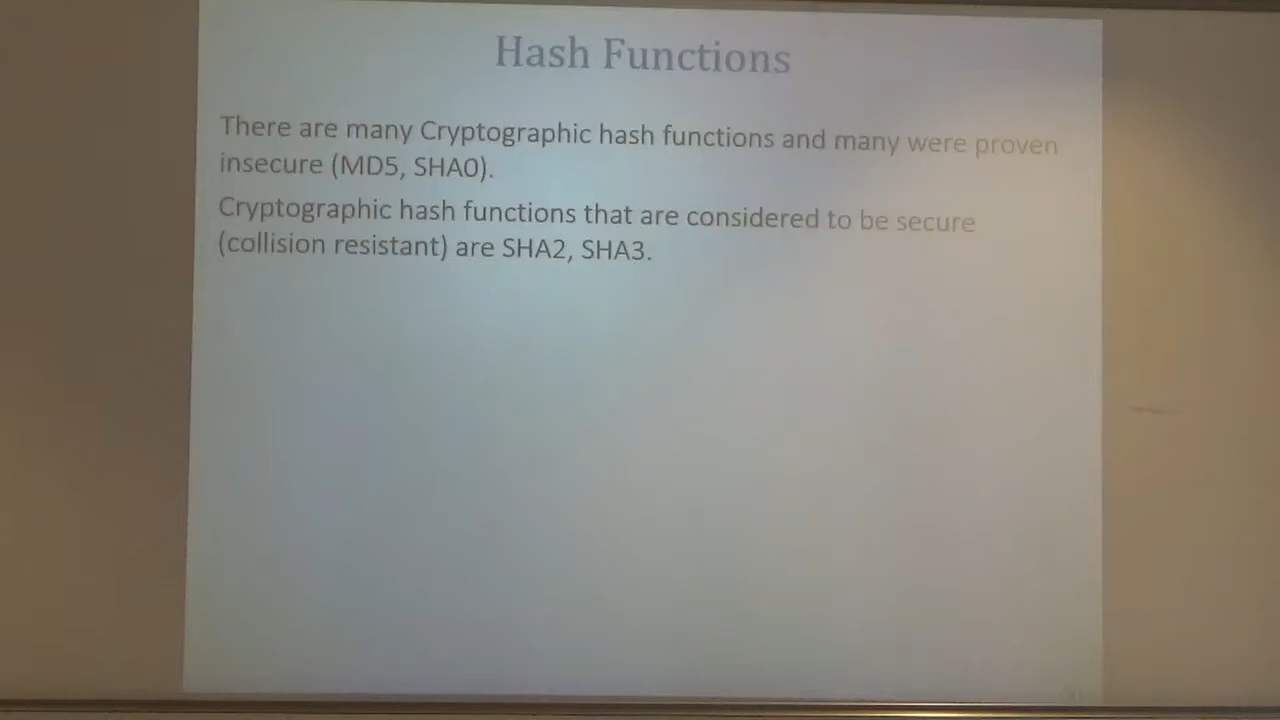 Hash Functions
There are many Cryptographic hash functions and many were proven
insecure (MD5, SHA0).
Cryptographic hash functions that are considered to be secure
(collision resistant) are SHA2, SHA3.